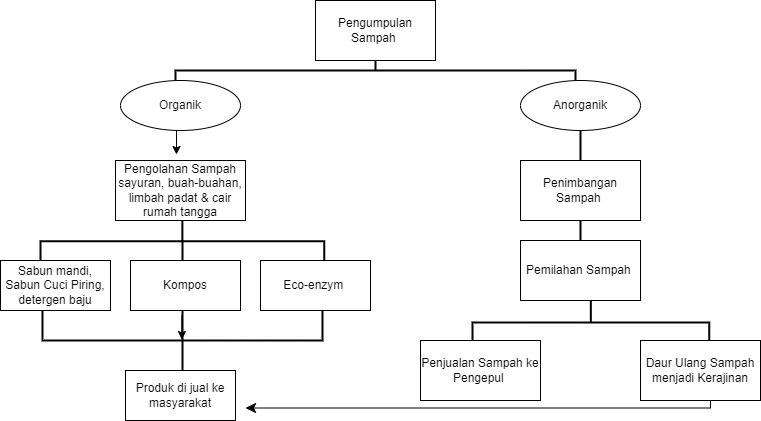 Pengumpulan
Sampah
Organik
Anorganik
Pengolahan Sampah
sayuran, buah-buahan,
limbah padat & cair
rumah tangga
Penimbangan
Sampah
Sabun mandi,
Sabun Cuci Piring,
detergen baju
Kompos
Eco-enzym
Pemilahan Sampah
Penjualan Sampah ke
Pengepul
Daur Ulang Sampah
menjadi Kerajinan
Produk di jual ke
masyarakat